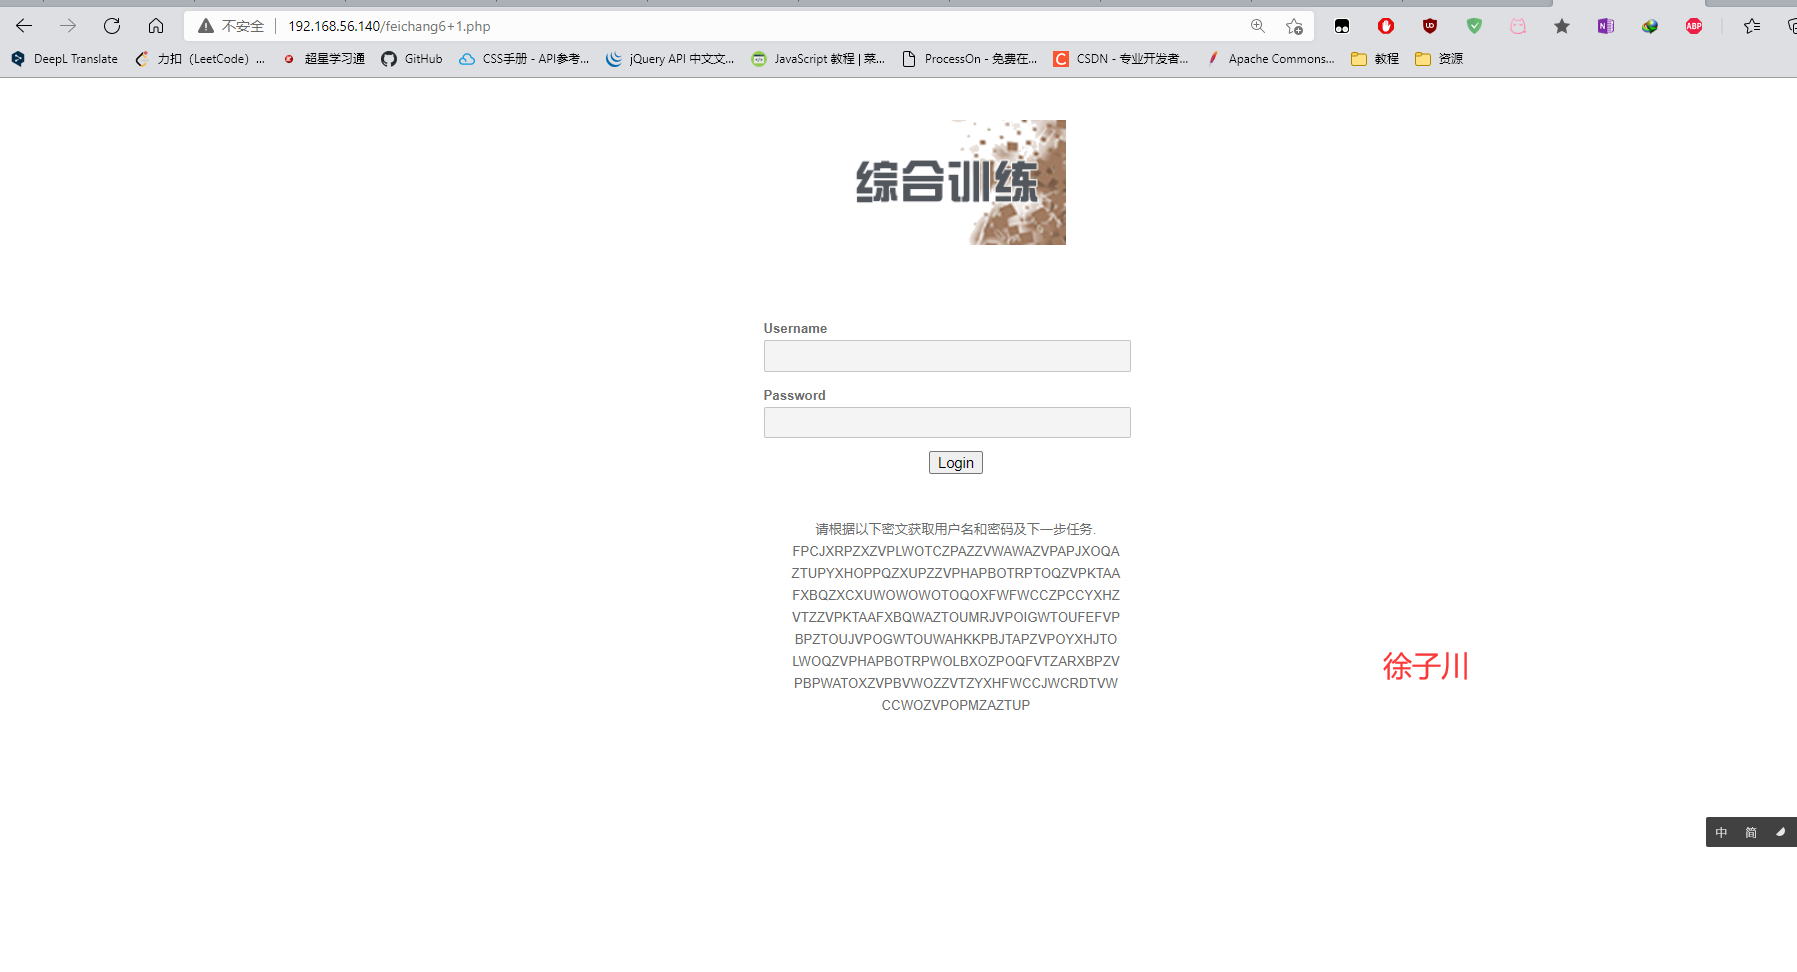 不安全 192.168.56.140/feichang6+1.php
DeepL Translate 力扣（LeetCode）... 超星学习通 GitHub CSS手册 - API参考... jQuery API 中文文... JavaScript 教程 | 菜... ProcessOn - 免费在... CSDN - 专业开发者... Apache Commons... 教程 资源
综合训练
Username
Password
Login
请根据以下密文获取用户名和密码及下一步任务.
FPCJXRPZXZVPLWOTCZPAZZVWAWAZVPAPJXOQA
ZTUPYXHOPPQZXUPZZVPHAPBOTRPTOQZVPKTAA
FXBQZXCXUWOWOWOTOQOXFWFWCCZPCCYXHZ
VTZZVPKTAAFXBQWAZTOUMRJVPOIGWTOUFEFVP
BPZTOUJVPOGWTOUWAHKKPBJTAPZVPOYXHJTO
LWOQZVPHAPBOTRPWOLBXOZPOQFVTZARXBPZV
PBPWATOXZVPBVWOZZVTZYXHFWCCJWCRDTVW
CCWOZVPOPMZAZTUP
徐子川
中 简